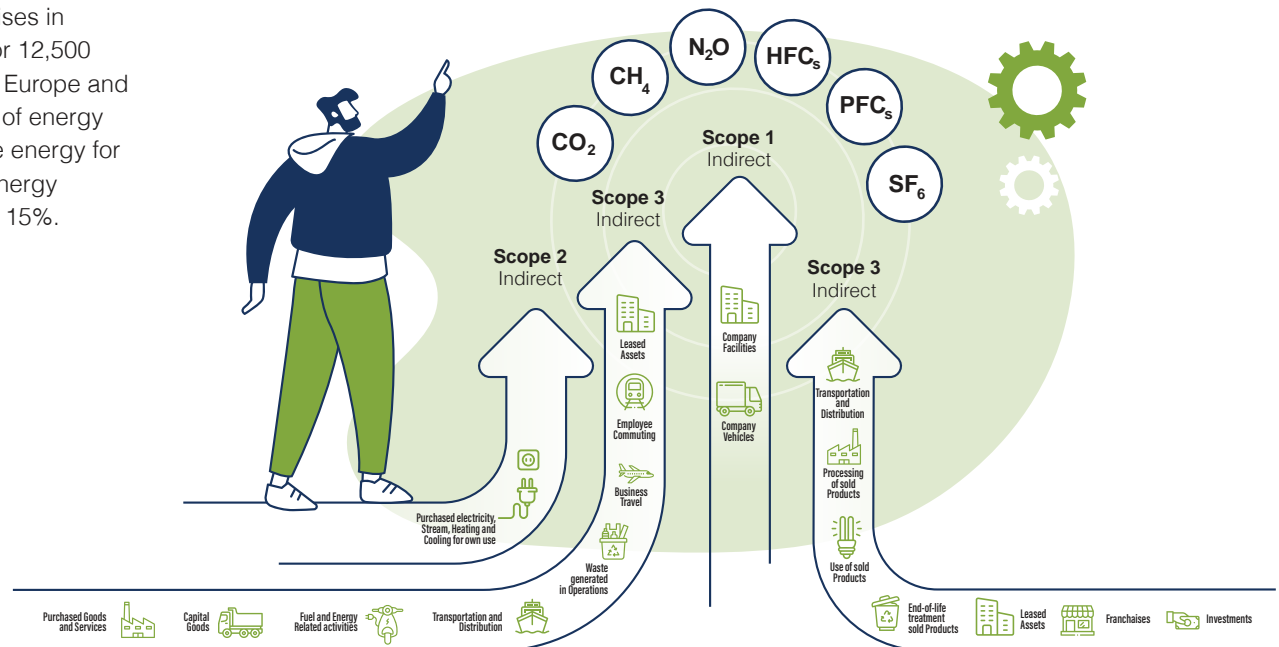 ises in
or 12,500
Europe and
of energy
e energy for
nergy
15%.
CO2
CH4
N2O
HFCs
PFCs
SF6
Scope 2
Indirect
Scope 3
Indirect
Scope 1
Indirect
Scope 3
Indirect
Purchased electricity,
Stream, Heating and
Cooling for own use
Leased
Assets
Employee
Commuting
Business
Travel
Waste
generated
in Operations
Company
Facilities
Company
Vehicles
Transportation
and
Distribution
Processing
of sold
Products
Use of sold
Products
Purchased Goods
and Services
Capital
Goods
Fuel and Energy
Related activities
Transportation and
Distribution
End-of-life
treatment
sold Products
Leased
Assets
Franchaises
Investments